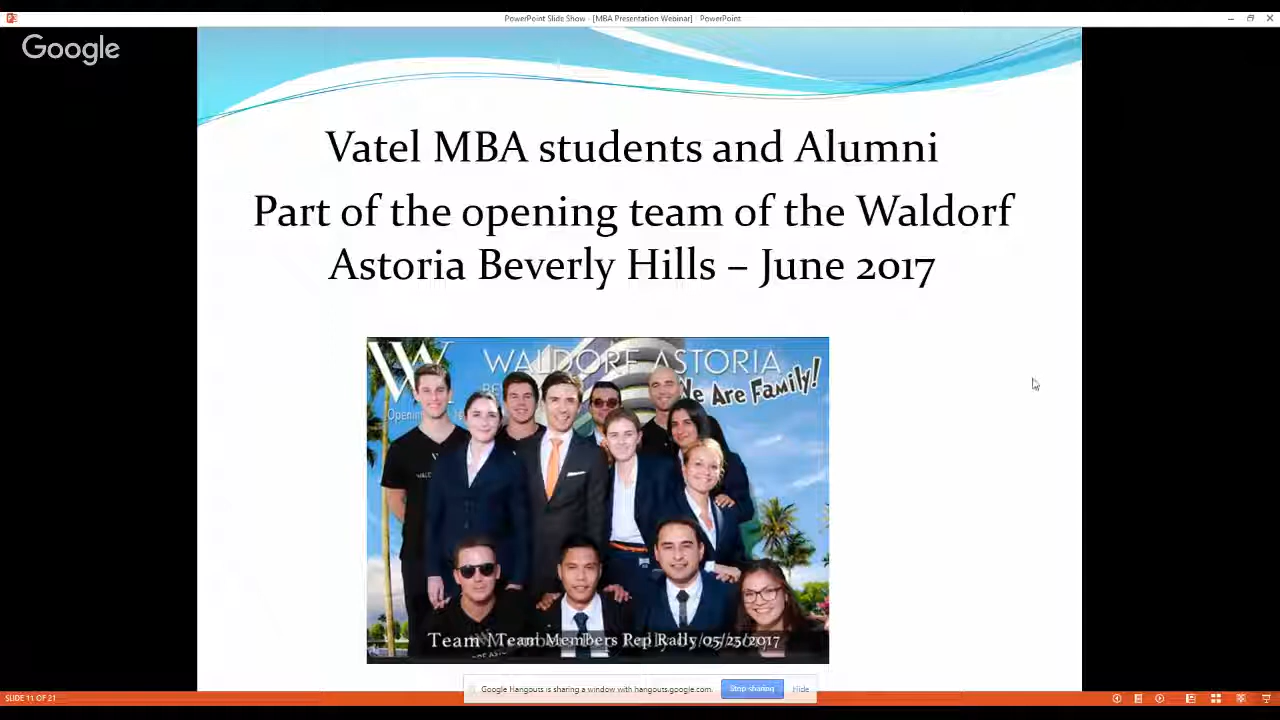 PowerPoint Slide Show - [MBA Presentation Webinar] - PowerPoint
Google
Vatel MBA students and Alumni
Part of the opening team of the Waldorf
Astoria Beverly Hills – June 2017
W
WALDORF ASTORIA
We Are Family!
Team Members Pep Rally 05/25/2017
Google Hangouts is sharing a window with hangouts.google.com.
Stop sharing
Hide
SLIDE 11 OF 21